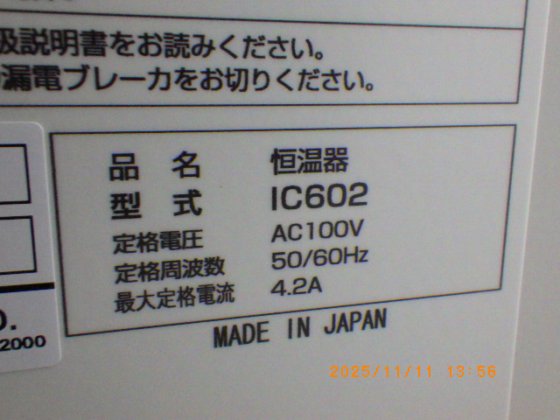 扱説明書をお読みください。
漏電ブレーカをお切りください。
品名 恒温器
型式 IC602
定格電圧 AC100V
定格周波数 50/60Hz
最大定格電流 4.2A
MADE IN JAPAN
O.
2000
2025/11/11 13:56